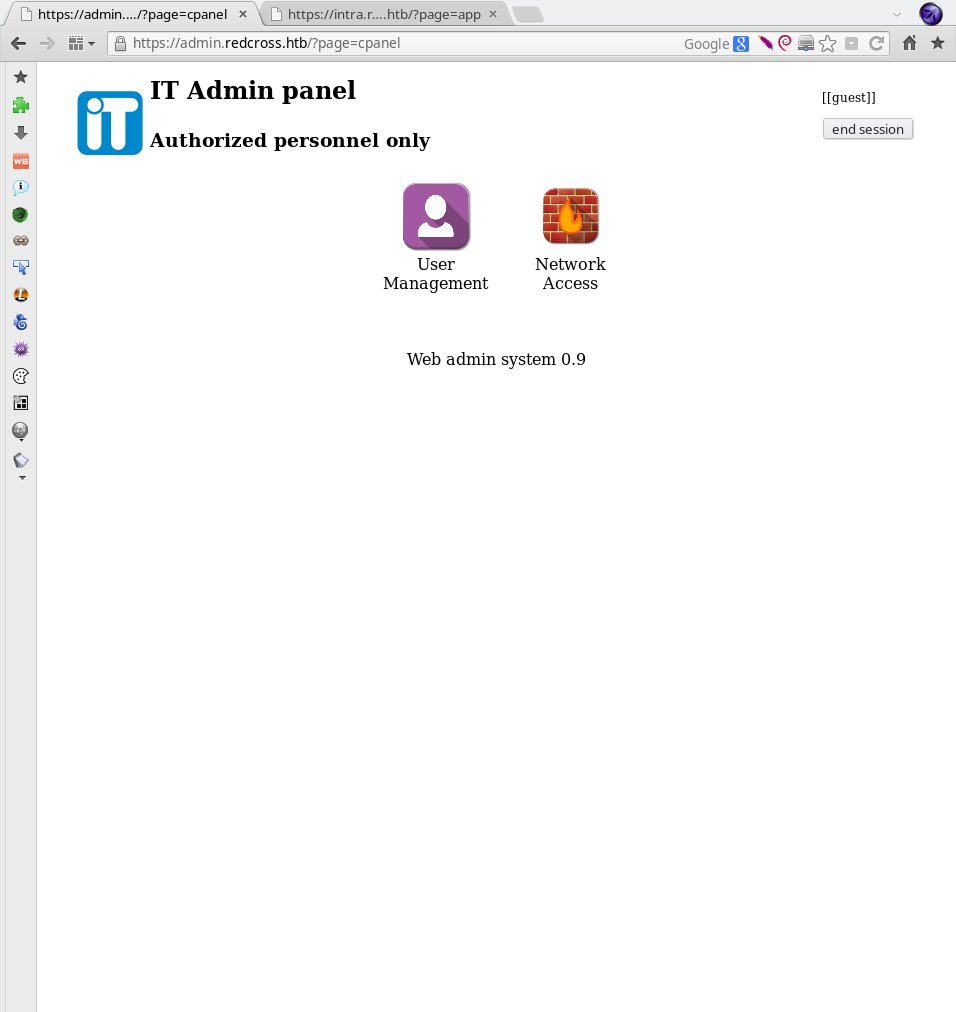 https://admin..../?page=cpanel
https://intra.r....htb/?page=app
https://admin.redcross.htb/?page=cpanel
Google
g
ws
IT Admin panel
[[guest]]
iT
end session
Authorized personnel only
User
Management
Network
Access
Web admin system 0.9